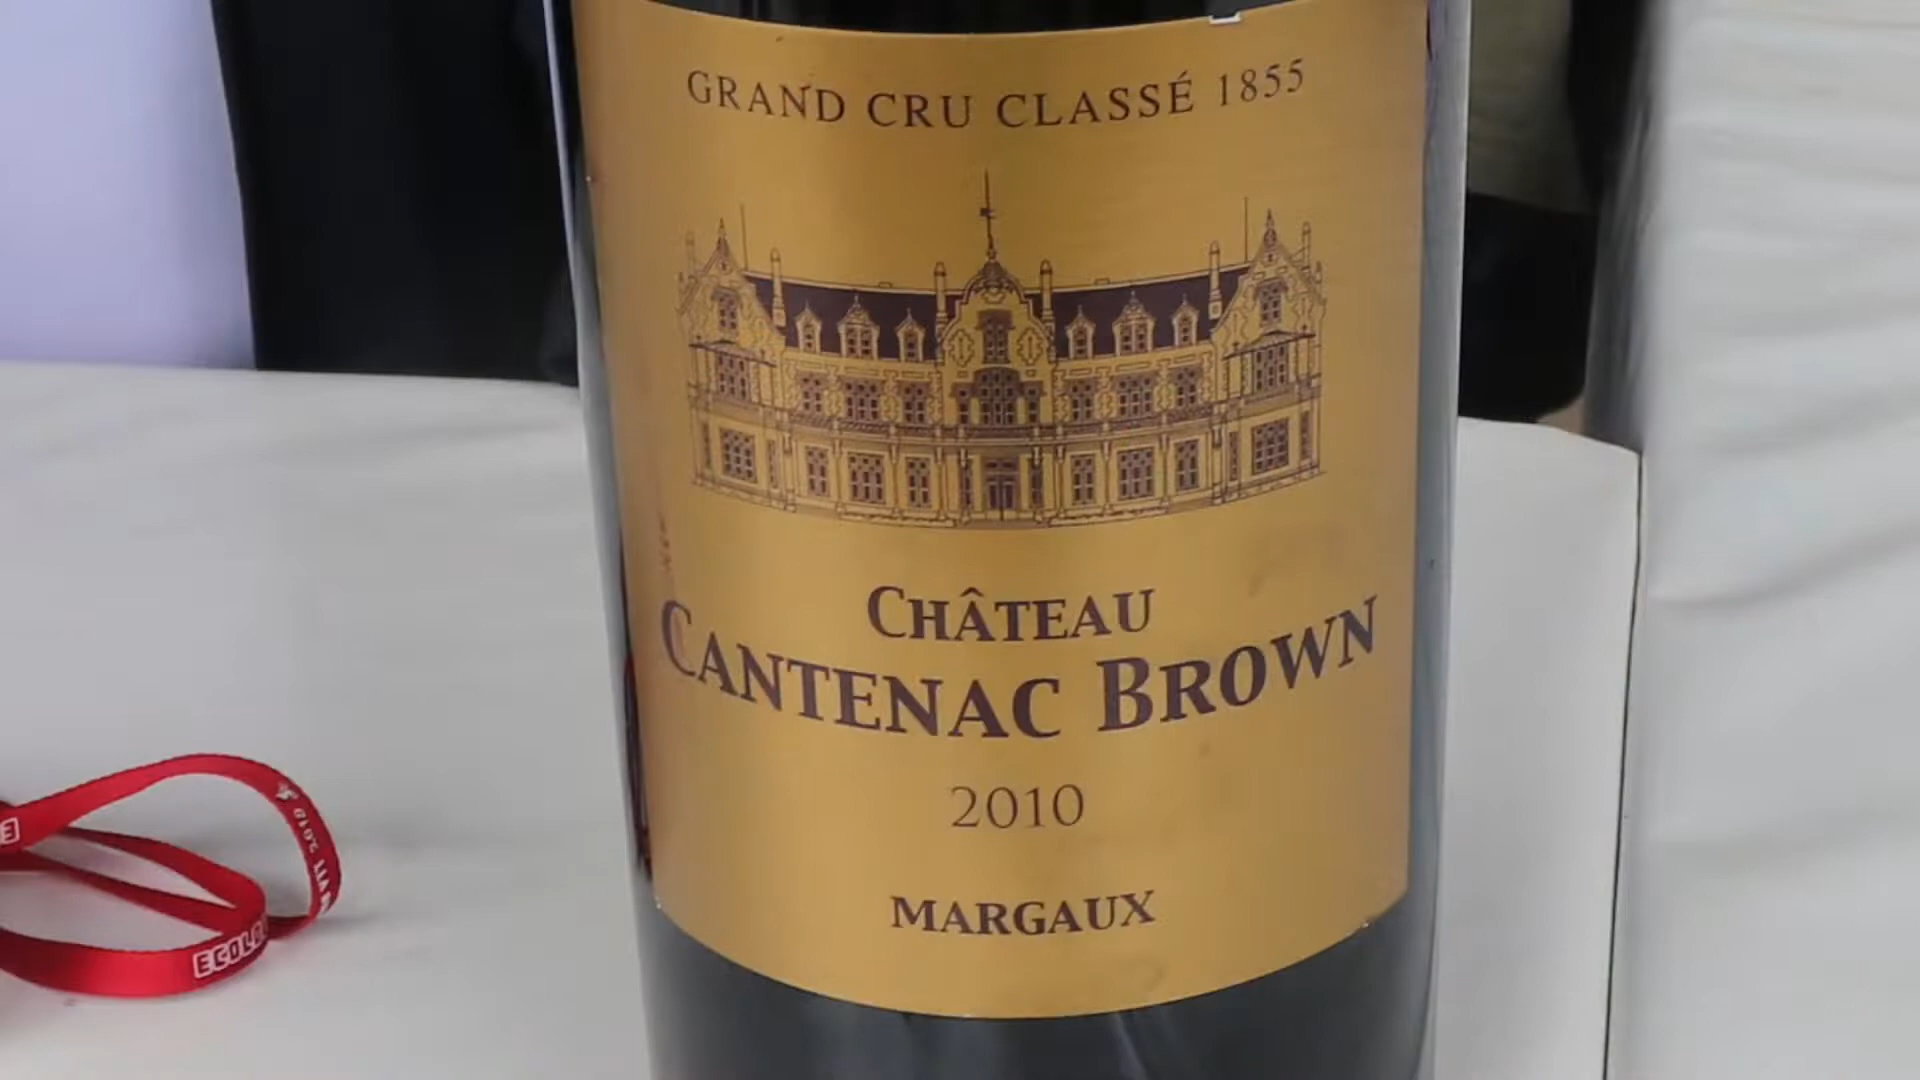 GRAND CRU CLASSÉ 1855
CHÂTEAU
CANTENAC BROWN
2010
MARGAUX